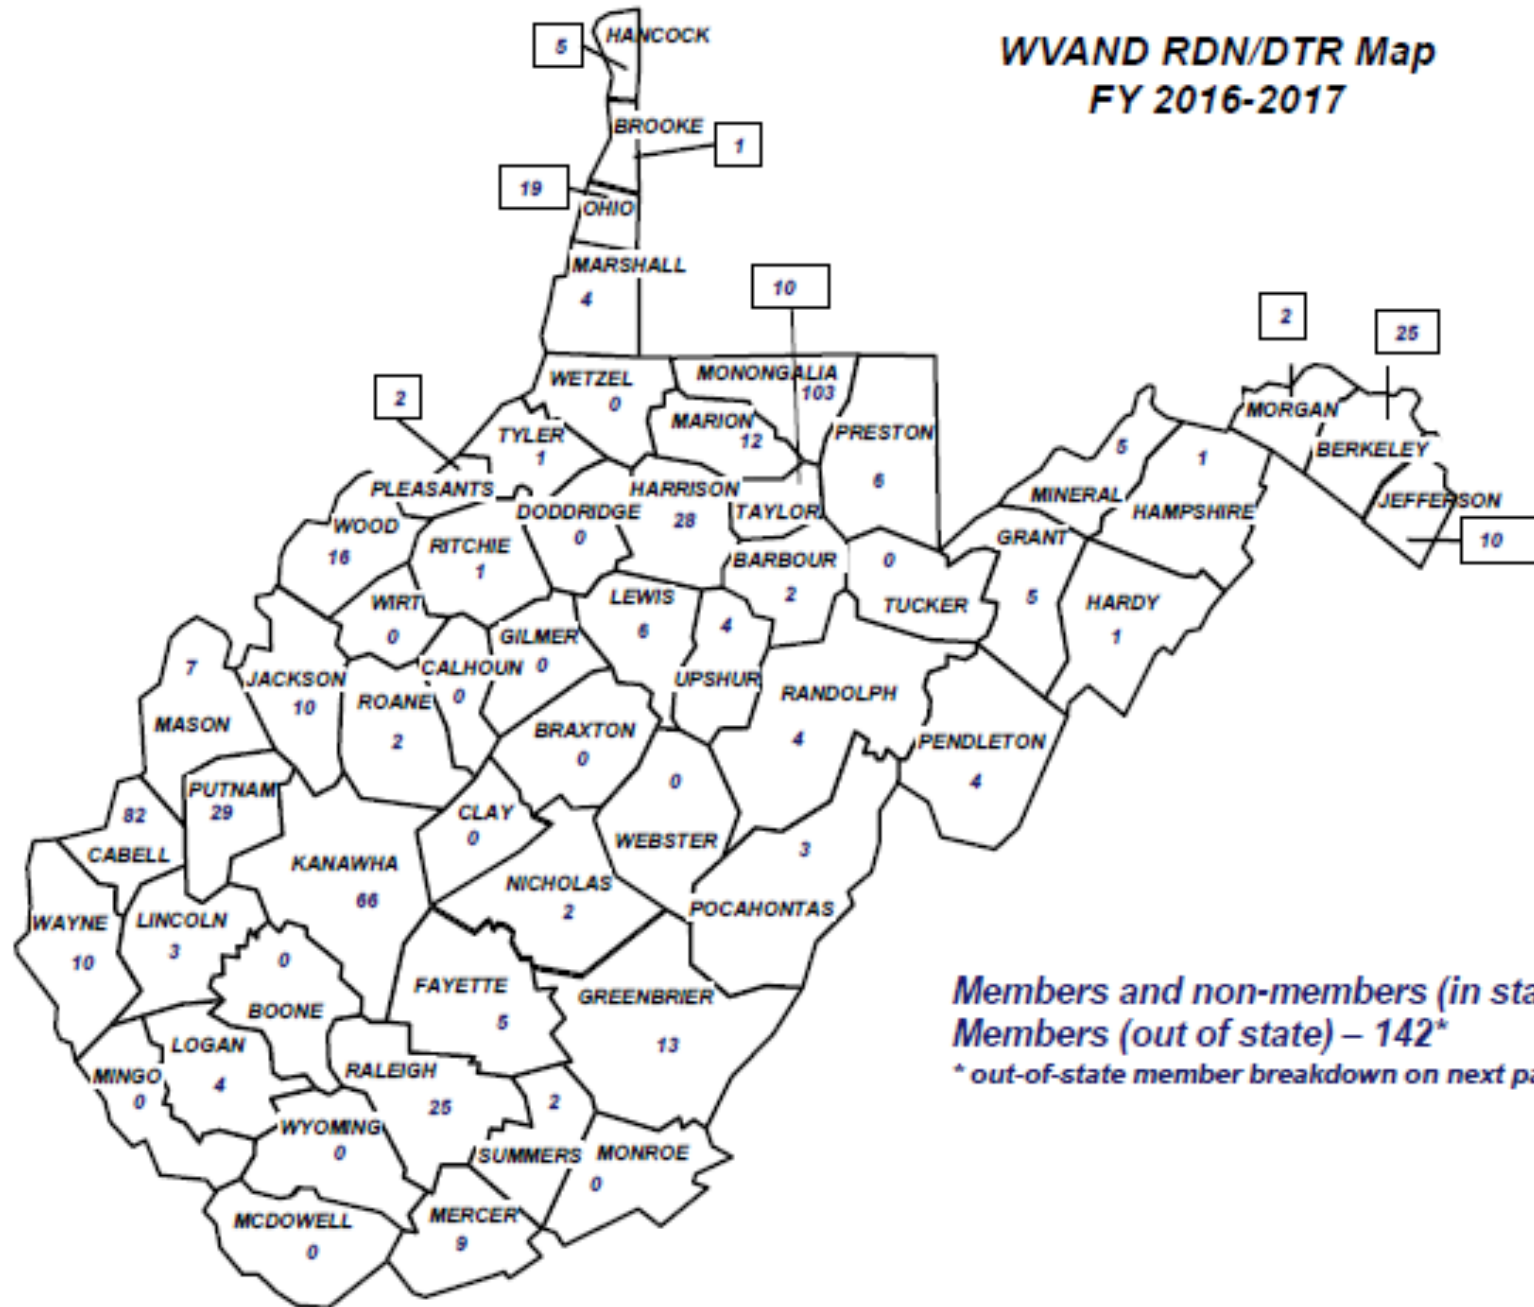 WVAND RDN/DTR Map
FY 2016-2017
HANCOCK
5
BROOKE
1
19
OHIO
MARSHALL
4
10
2
25
2
WETZEL
0
MONONGALIA
103
MARION
12
PRESTON
6
TYLER
1
PLEASANTS
WOOD
16
DODDRIDGE
0
HARRISON
28
TAYLOR
RITCHIE
1
BARBOUR
2
0
TUCKER
MORGAN
BERKELEY
JEFFERSON
10
5
MINERAL
1
HAMPSHIRE
GRANT
5
HARDY
1
WIRT
0
LEWIS
6
4
UPSHUR
GILMER
0
CALHOUN
0
7
MASON
JACKSON
10
ROANE
2
RANDOLPH
4
BRAXTON
0
PENDLETON
4
0
WEBSTER
PUTNAM
29
82
CABELL
CLAY
0
3
POCAHONTAS
KANAWHA
66
NICHOLAS
2
WAYNE
10
LINCOLN
3
0
BOONE
FAYETTE
5
GREENBRIER
13
LOGAN
4
MINGO
0
RALEIGH
25
2
SUMMERS
WYOMING
0
MONROE
0
MCDOWELL
0
MERCER
9
Members and non-members (in sta
Members (out of state) – 142*
* out-of-state member breakdown on next pa